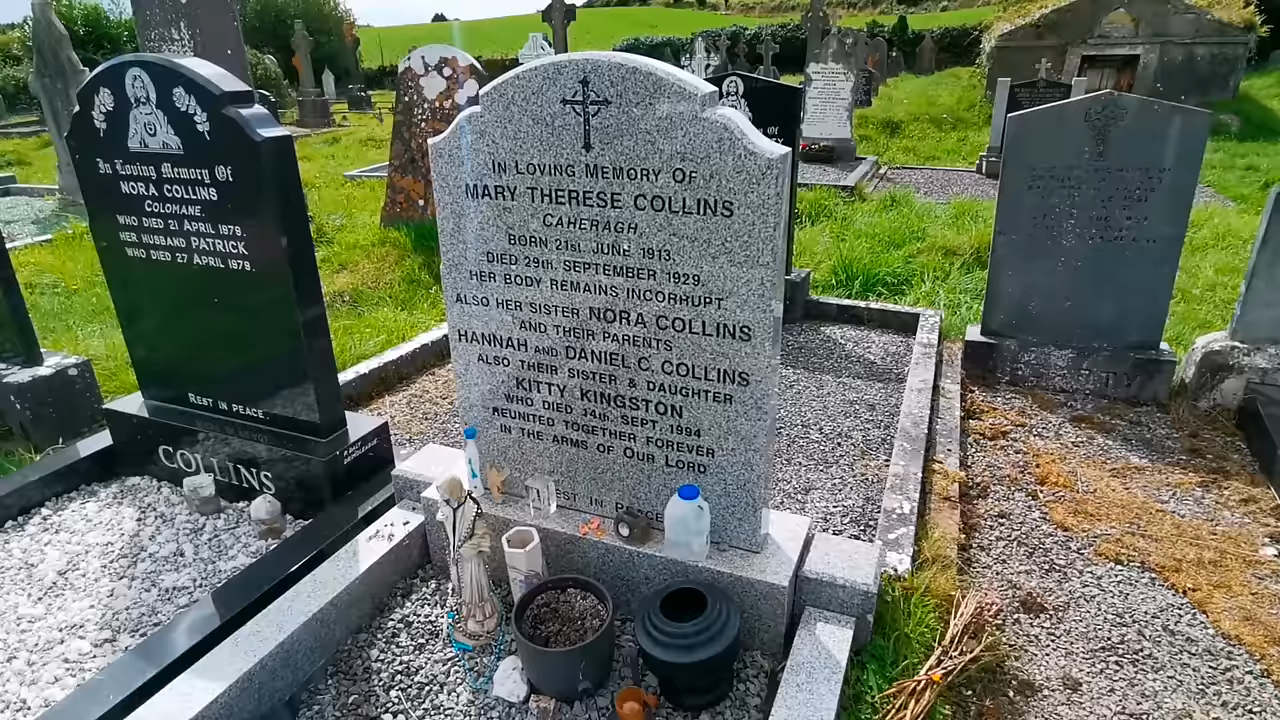 In Loving Memory Of
NORA COLLINS
COLOMANE.
WHO DIED 21 APRIL 1979.
HER HUSBAND PATRICK
WHO DIED 27 APRIL 1979.
REST IN PEACE.
COLLINS
IN LOVING MEMORY OF
MARY THERESE COLLINS
CAHERAGH.
BORN 21ST. JUNE 1913.
DIED 29TH. SEPTEMBER 1929.
HER BODY REMAINS INCORRUPT.
ALSO HER SISTER NORA COLLINS
AND THEIR PARENTS
HANNAH AND DANIEL C. COLLINS
ALSO THEIR SISTER & DAUGHTER
KITTY KINGSTON
WHO DIED 14TH. SEPT. 1994
REUNITED TOGETHER FOREVER
IN THE ARMS OF OUR LORD
REST IN PEACE